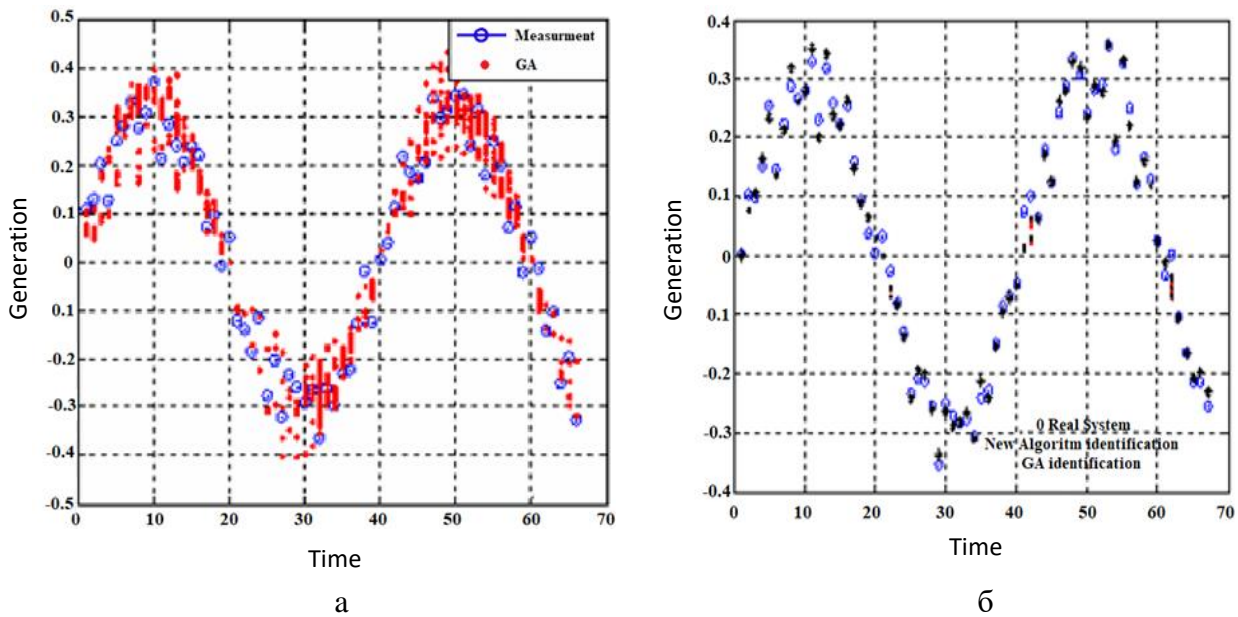 0.5
0.4
0.3
0.2
0.1
0
0.1
-0.2
-0.3
-0.4
-0.5
0 10 20 30 40 50 60 70
Generation
Time
Measurment
GA
а
0.4
0.3
0.2
0.1
0
0.1
-0.2
-0.3
-0.4
0 10 20 30 40 50 60 70
Generation
Time
0 Real System
New Algoritm identification
GA identification
б